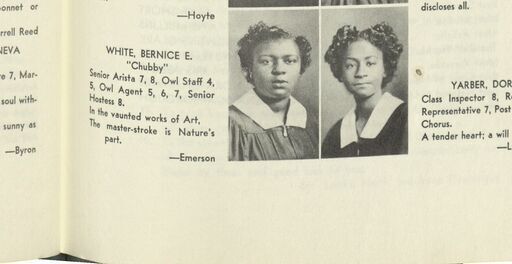 onnet or
rrell Reed
NEVA
re 7, Mar-
soul with-
sunny as
—Byron
—Hoyte
WHITE, BERNICE E.
"Chubby"
Senior Arista 7, 8, Owl Staff 4,
5, Owl Agent 5, 6, 7, Senior
Hostess 8.
In the vaunted works of Art,
The master-stroke is Nature's
part.
—Emerson
discloses all.
YARBER, DOR
Class Inspector 8, R
Representative 7, Post
Chorus.
A tender heart; a will
—L